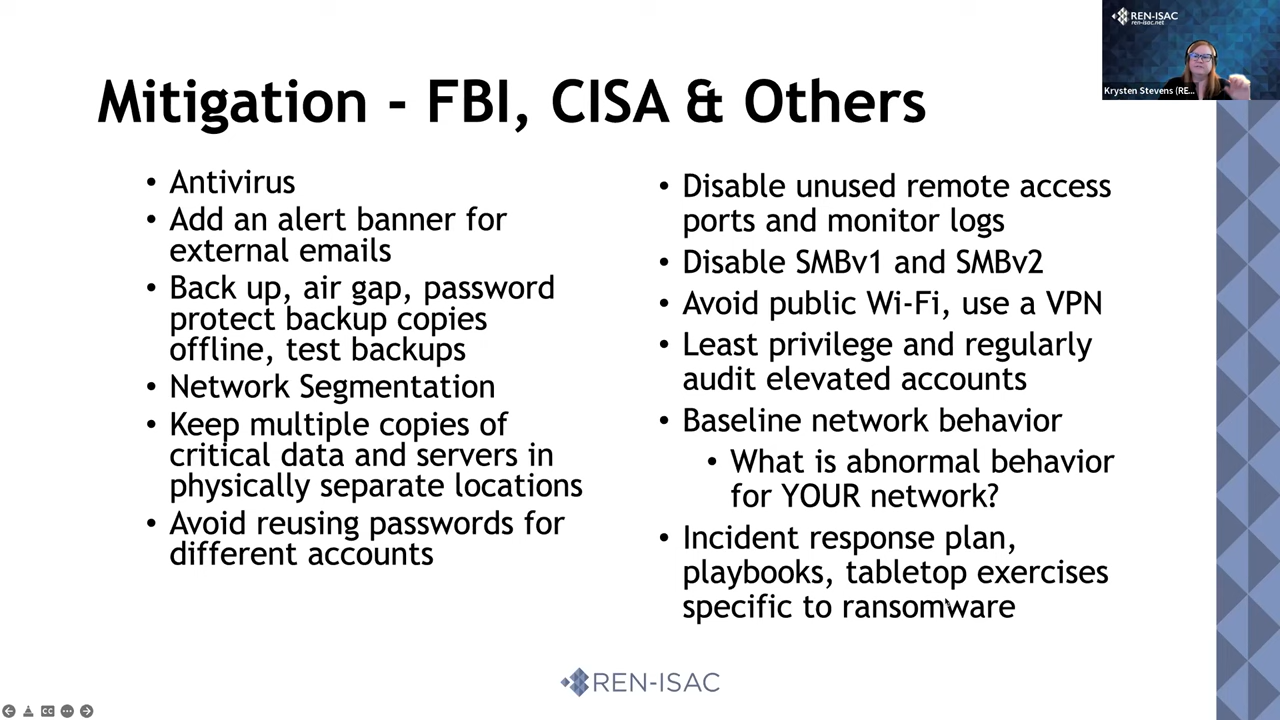 REN-ISAC
ren-isac.net
Krysten Stevens (RE...
Mitigation - FBI, CISA & Others
• Antivirus
• Add an alert banner for
external emails
• Back up, air gap, password
protect backup copies
offline, test backups
• Network Segmentation
• Keep multiple copies of
critical data and servers in
physically separate locations
• Avoid reusing passwords for
different accounts
• Disable unused remote access
ports and monitor logs
• Disable SMBv1 and SMBv2
• Avoid public Wi-Fi, use a VPN
• Least privilege and regularly
audit elevated accounts
• Baseline network behavior
• What is abnormal behavior
for YOUR network?
• Incident response plan,
playbooks, tabletop exercises
specific to ransomware
REN-ISAC
CC